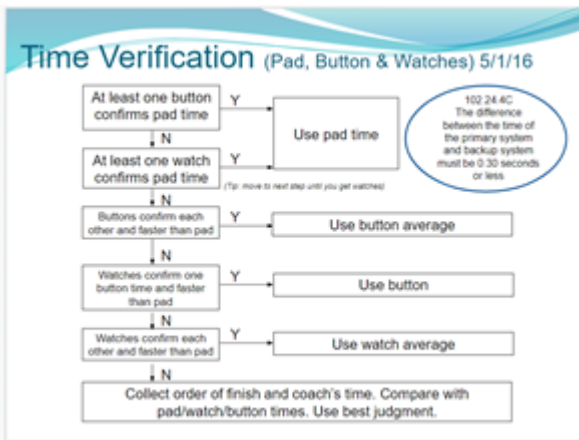 Time Verification (Pad, Button & Watches) 5/1/16
At least one button
confirms pad time
Y
Use pad time
102.24.4C
The difference
between the time of
the primary system
and backup system
must be 0.30 seconds
or less
N
At least one watch
confirms pad time
Y
(Tip: move to next step until you get watches)
N
Buttons confirm each
other and faster than pad
Y
Use button average
N
Watches confirm one
button time and faster
than pad
Y
Use button
N
Watches confirm each
other and faster than pad
Y
Use watch average
N
Collect order of finish and coach's time. Compare with
pad/watch/button times. Use best judgment.